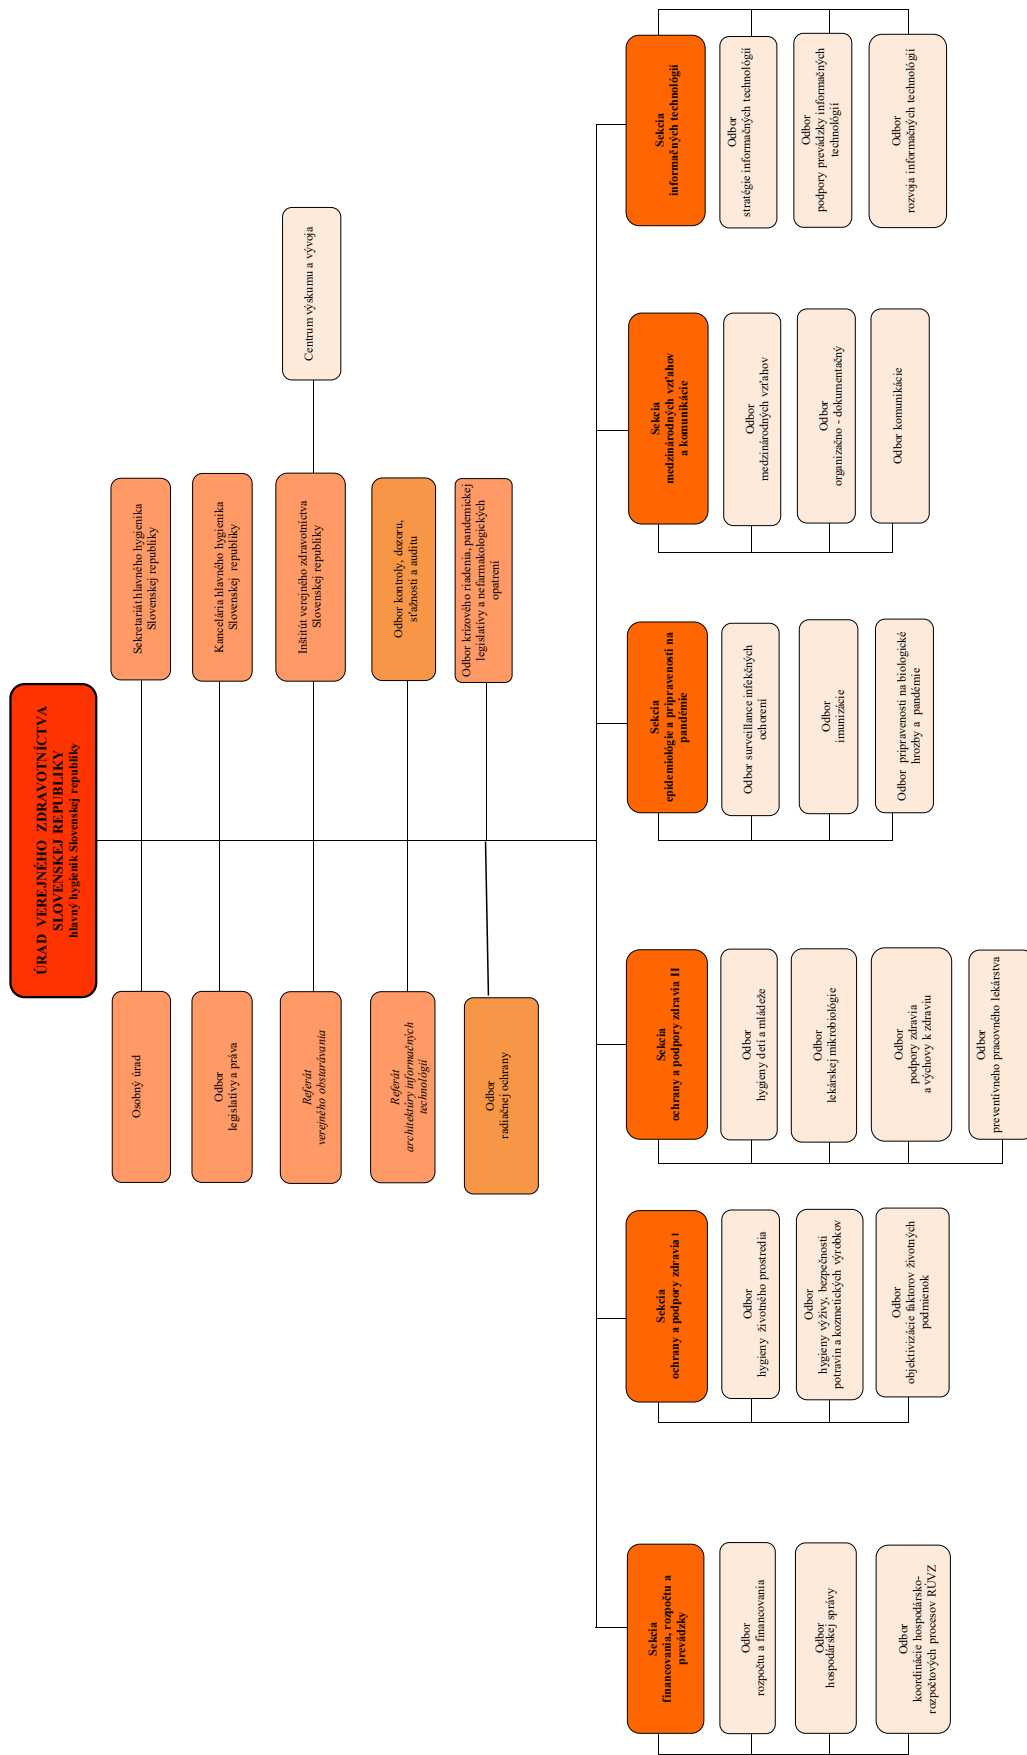 ÚRAD VEREJNÉHO ZDRAVOTNÍCTVA
SLOVENSKEJ REPUBLIKY
hlavný hygienik Slovenskej republiky
Osobný úrad
Sekretariát hlavného hygienika
Slovenskej republiky
Odbor
legislatívy a práva
Kancelária hlavného hygienika
Slovenskej republiky
Referát
verejného obstarávania
Inštitút verejného zdravotníctva
Slovenskej republiky
Centrum výskumu a vývoja
Referát
architektúry informačných
technológií
Odbor kontroly, dozoru,
sťažností a auditu
Odbor
radiačnej ochrany
Odbor krízového riadenia, pandemickej
legislatívy a nefarmakologických
opatrení
Sekcia
financovania, rozpočtu a
prevádzky
Odbor
rozpočtu a financovania
Odbor
hospodárskej správy
Odbor
koordinácie hospodársko-
rozpočtových procesov RÚVZ
Sekcia
ochrany a podpory zdravia I
Odbor
hygieny životného prostredia
Odbor
hygieny výživy, bezpečnosti
potravín a kozmetických výrobkov
Odbor
objektivizácie faktorov životných
podmienok
Sekcia
ochrany a podpory zdravia II
Odbor
hygieny detí a mládeže
Odbor
lekárskej mikrobiológie
Odbor
podpory zdravia
a výchovy k zdraviu
Odbor
preventívneho pracovného lekárstva
Sekcia
epidemiológie a pripravenosti na
pandémie
Odbor surveillance infekčných
ochorení
Odbor
imunizácie
Odbor pripravenosti na biologické
hrozby a pandémie
Sekcia
medzinárodných vzťahov
a komunikácie
Odbor
medzinárodných vzťahov
Odbor
organizačno - dokumentačný
Odbor komunikácie
Sekcia
informačných technológií
Odbor
stratégie informačných technológií
Odbor
podpory prevádzky informačných
technológií
Odbor
rozvoja informačných technológií